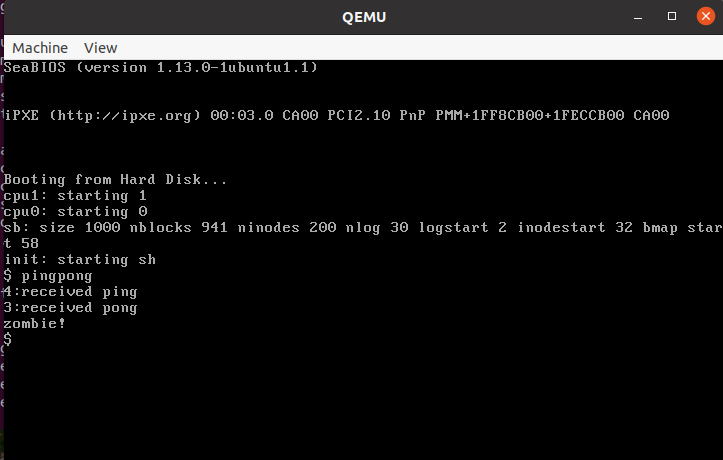 QEMU
Machine View
SeaBIOS (version 1.13.0-1ubuntu1.1)
iPXE (http://ipxe.org) 00:03.0 CA00 PCI2.10 PnP PMM+1FF8CB00+1FECCB00 CA00
Booting from Hard Disk...
cpu1: starting 1
cpu0: starting 0
sb: size 1000 nblocks 941 ninodes 200 nlog 30 logstart 2 inodestart 32 bmap star
t 58
init: starting sh
$ pingpong
4:received ping
3:received pong
zombie!
$